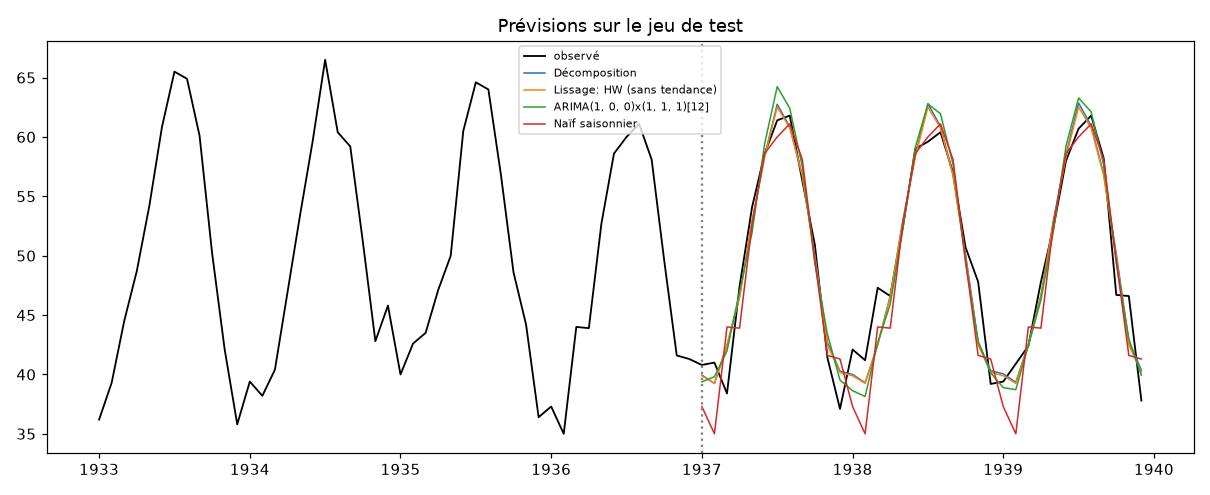 Prévisions sur le jeu de test
observé
Décomposition
Lissage: HW (sans tendance)
ARIMA(1, 0, 0)x(1, 1, 1)[12]
Naïf saisonnier
65
60
55
50
45
40
35
1933 1934 1935 1936 1937 1938 1939 1940